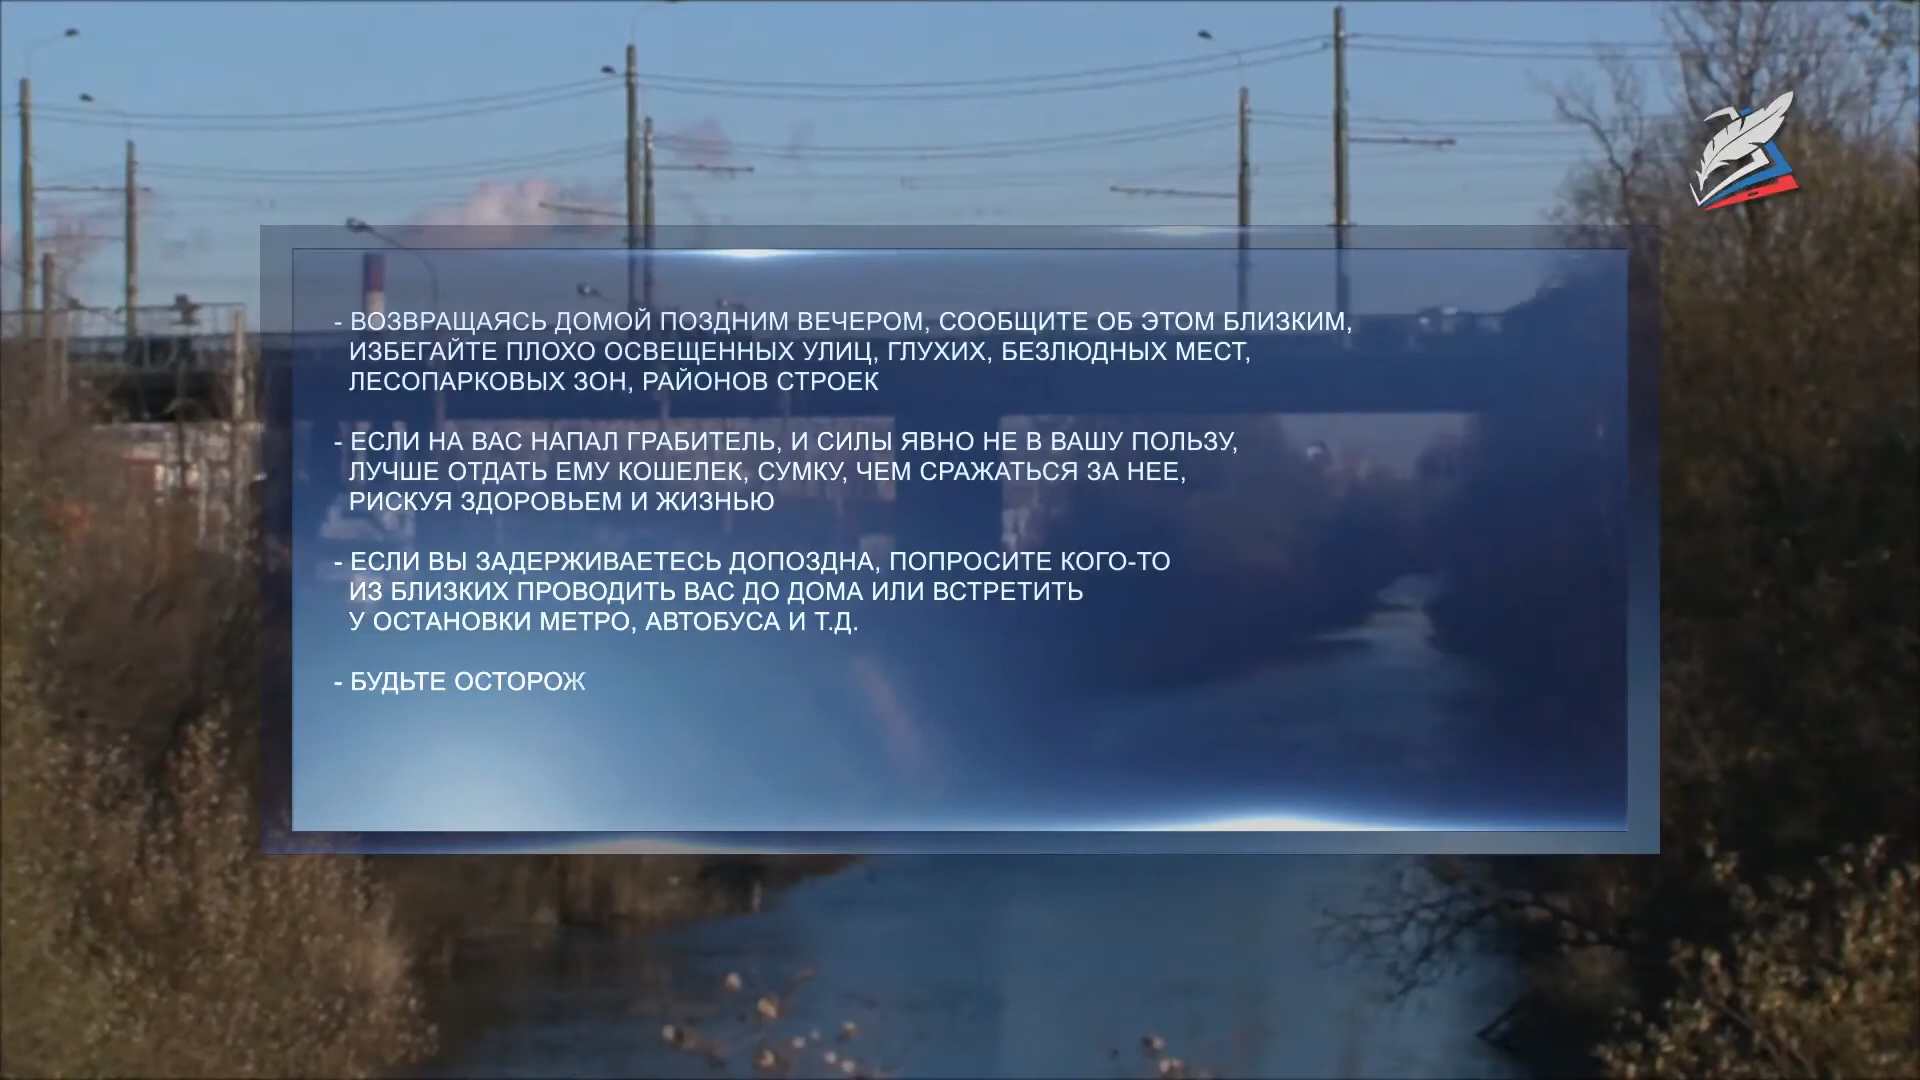 - ВОЗВРАЩАЯСЬ ДОМОЙ ПОЗДНИМ ВЕЧЕРОМ, СООБЩИТЕ ОБ ЭТОМ БЛИЗКИМ,
ИЗБЕГАЙТЕ ПЛОХО ОСВЕЩЕННЫХ УЛИЦ, ГЛУХИХ, БЕЗЛЮДНЫХ МЕСТ,
ЛЕСОПАРКОВЫХ ЗОН, РАЙОНОВ СТРОЕК
- ЕСЛИ НА ВАС НАПАЛ ГРАБИТЕЛЬ, И СИЛЫ ЯВНО НЕ В ВАШУ ПОЛЬЗУ,
ЛУЧШЕ ОТДАТЬ ЕМУ КОШЕЛЕК, СУМКУ, ЧЕМ СРАЖАТЬСЯ ЗА НЕЕ,
РИСКУЯ ЗДОРОВЬЕМ И ЖИЗНЬЮ
- ЕСЛИ ВЫ ЗАДЕРЖИВАЕТЕСЬ ДОПОЗДНА, ПОПРОСИТЕ КОГО-ТО
ИЗ БЛИЗКИХ ПРОВОДИТЬ ВАС ДО ДОМА ИЛИ ВСТРЕТИТЬ
У ОСТАНОВКИ МЕТРО, АВТОБУСА И Т.Д.
- БУДЬТЕ ОСТОРОЖ